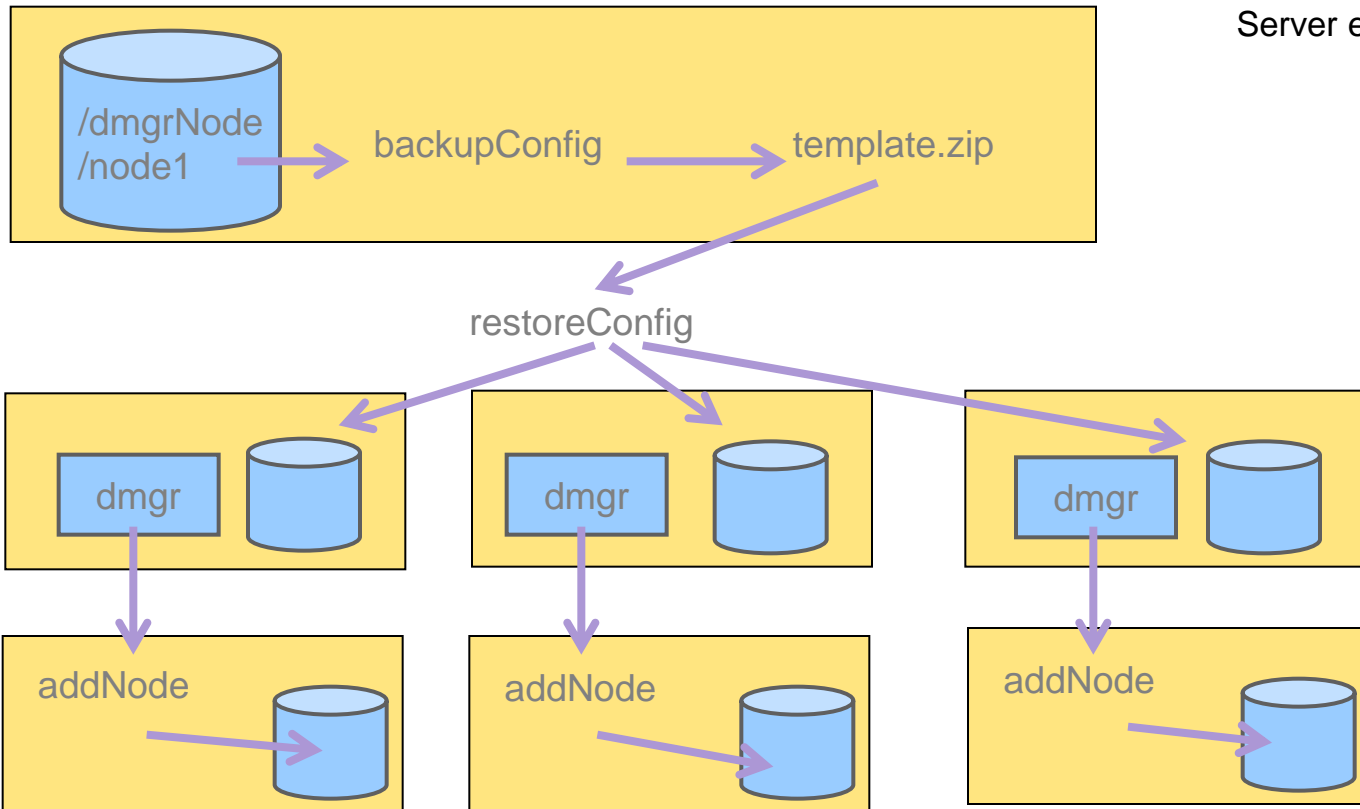 Server e
/dmgrNode
/node1
backupConfig
template.zip
restoreConfig
dmgr
dmgr
dmgr
addNode
addNode
addNode